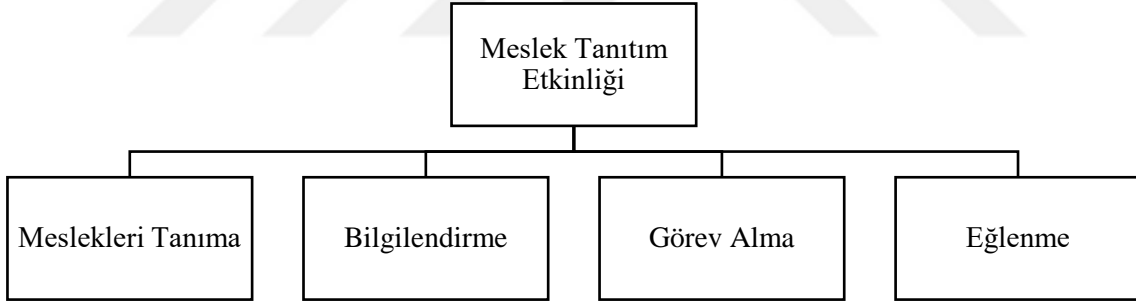 Meslek Tanıtım
Etkinliği
Meslekleri Tanıma
Bilgilendirme
Görev Alma
Eğlenme